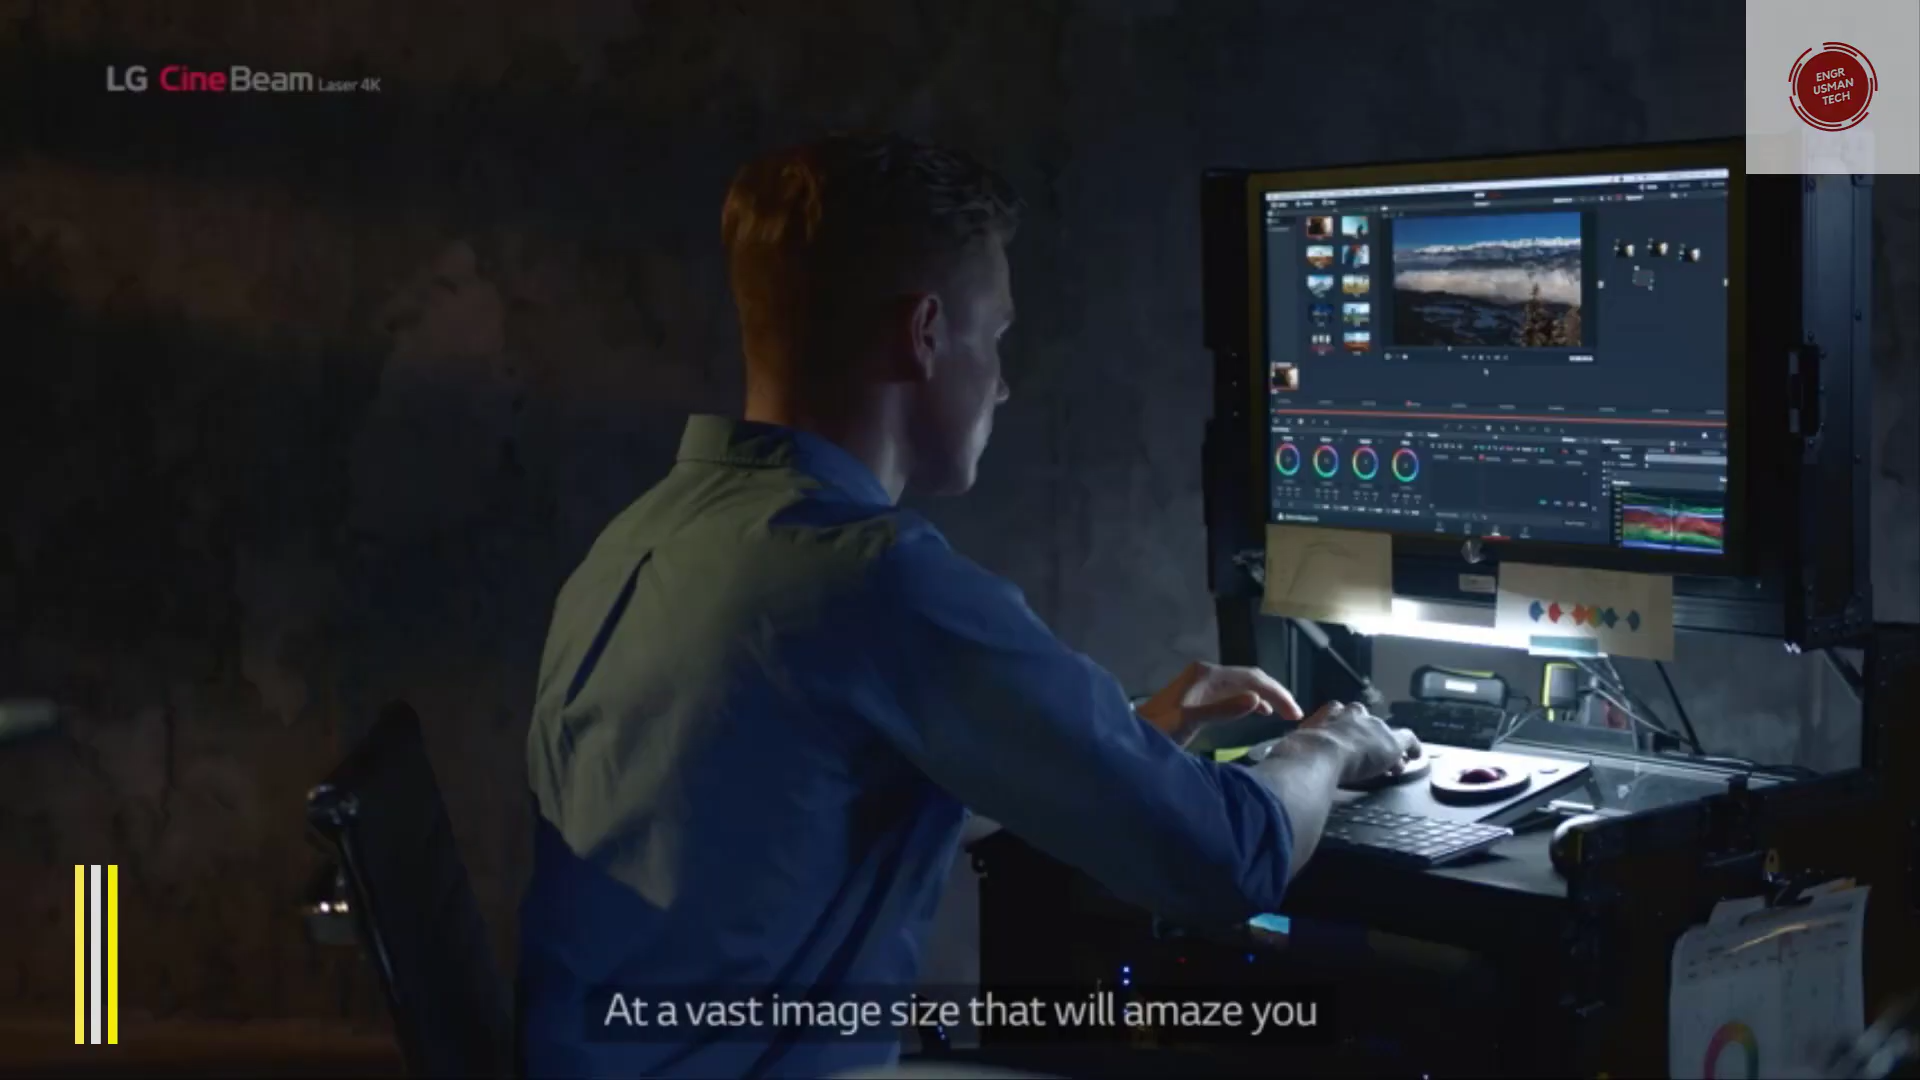 LG CineBeam Laser 4K
ENGR
USMAN
TECH
At a vast image size that will amaze you